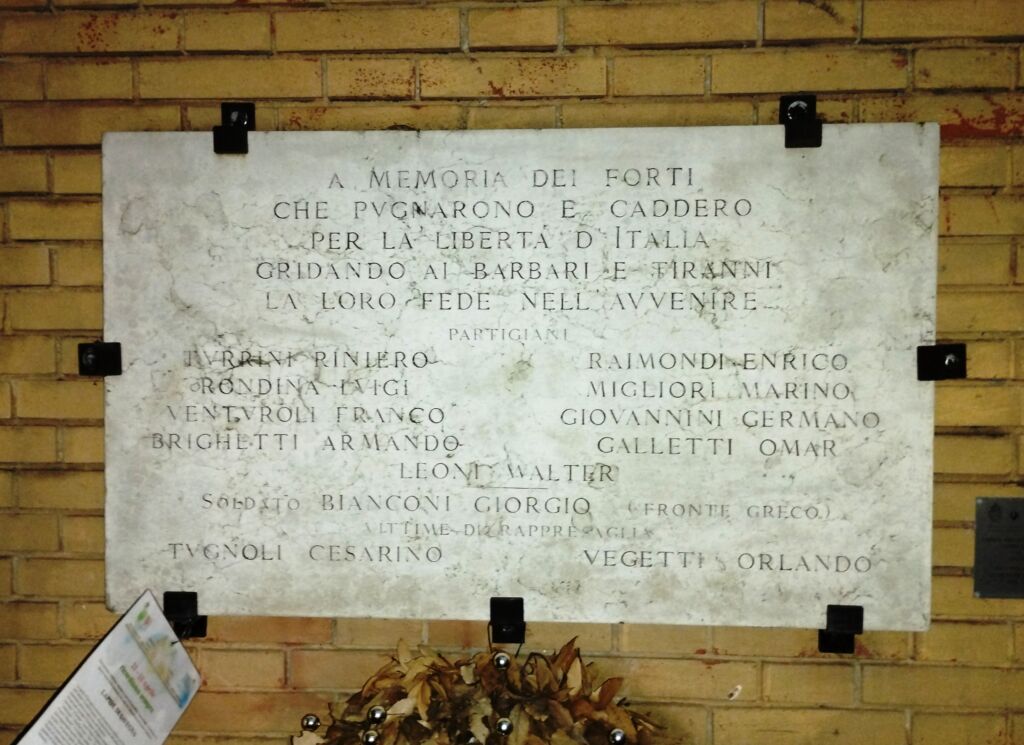 A MEMORIA DEI FORTI
CHE PVGNARONO E CADDERO
PER LA LIBERTÀ D'ITALIA
GRIDANDO AI BARBARI E TIRANNI
LA LORO FEDE NELL'AVVENIRE
PARTIGIANI
TVRRINI RINIERO RAIMONDI ENRICO
RONDINA LVIGI MIGLIORI MARINO
VENTVROLI FRANCO GIOVANNINI GERMANO
BRIGHETTI ARMANDO GALLETTI OMAR
LEONI WALTER
SOLDATO BIANCONI GIORGIO (FRONTE GRECO)
VITTIME DI RAPPRESAGLIA
TVGNOLI CESARINO VEGETTI ORLANDO